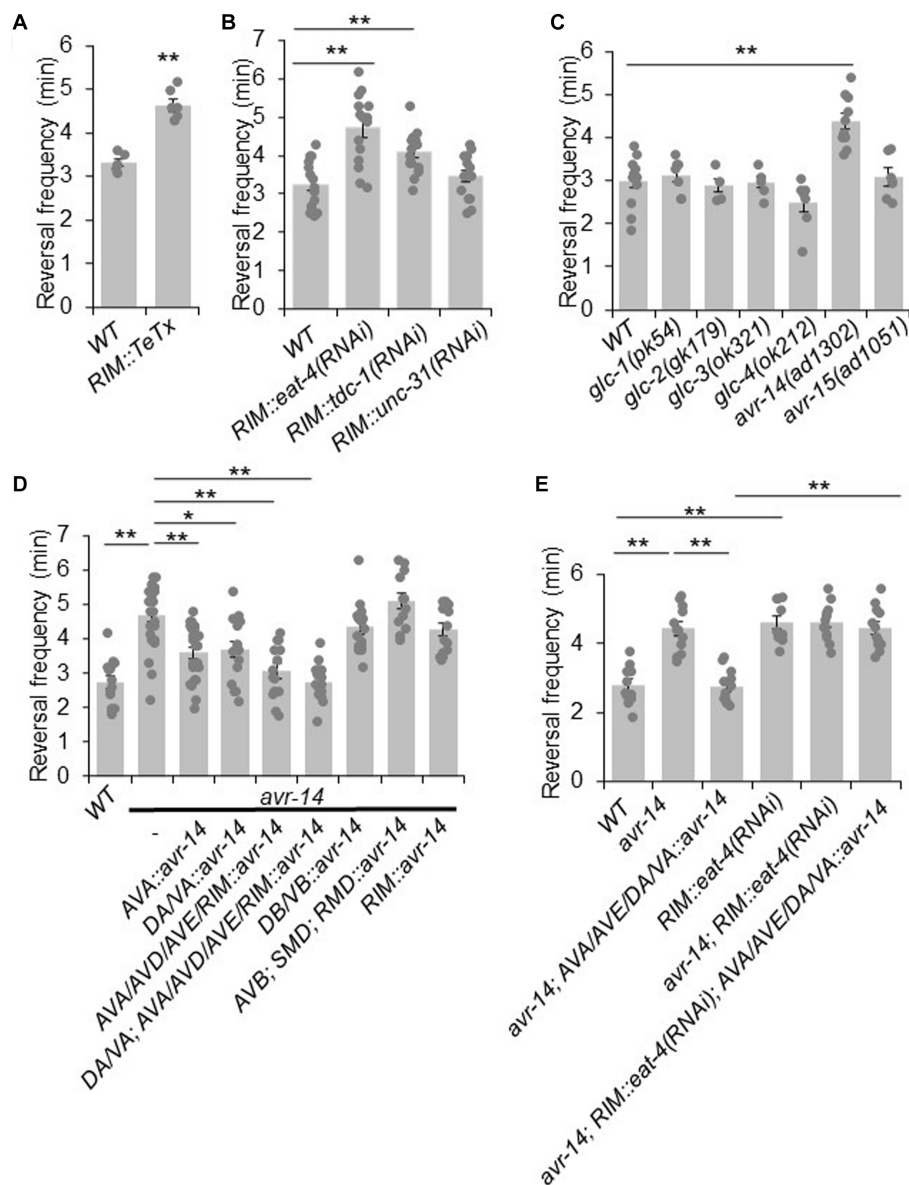 A
Reversal frequency (min)
6
5
4
3
2
1
0
**
WT
RIM::TeTx
B
Reversal frequency (min)
7
6
5
4
3
2
1
0
**
**
WT
RIM::eat-4(RNAi)
RIM::tdc-1(RNAi)
RIM::unc-31(RNAi)
C
Reversal frequency (min)
6
5
4
3
2
1
0
**
WT
glc-1(pk54)
glc-2(gk179)
glc-3(ok321)
glc-4(ok212)
avr-14(ad1302)
avr-15(ad1051)
D
Reversal frequency (min)
7
6
5
4
3
2
1
0
**
**
*
**
**
WT
avr-14
-
AVA::avr-14
DA/VA::avr-14
AVA/AVD/AVE/RIM::avr-14
DA/VA; AVA/AVD/AVE/RIM::avr-14
DB/VB::avr-14
AVB; SMD; RMD::avr-14
RIM::avr-14
E
Reversal frequency (min)
6
4
2
0
**
**
**
**
WT
avr-14
avr-14; AVA/AVE/DA/VA::avr-14
RIM::eat-4(RNAi)
avr-14; RIM::eat-4(RNAi)
avr-14; RIM::eat-4(RNAi); AVA/AVE/DA/VA::avr-14